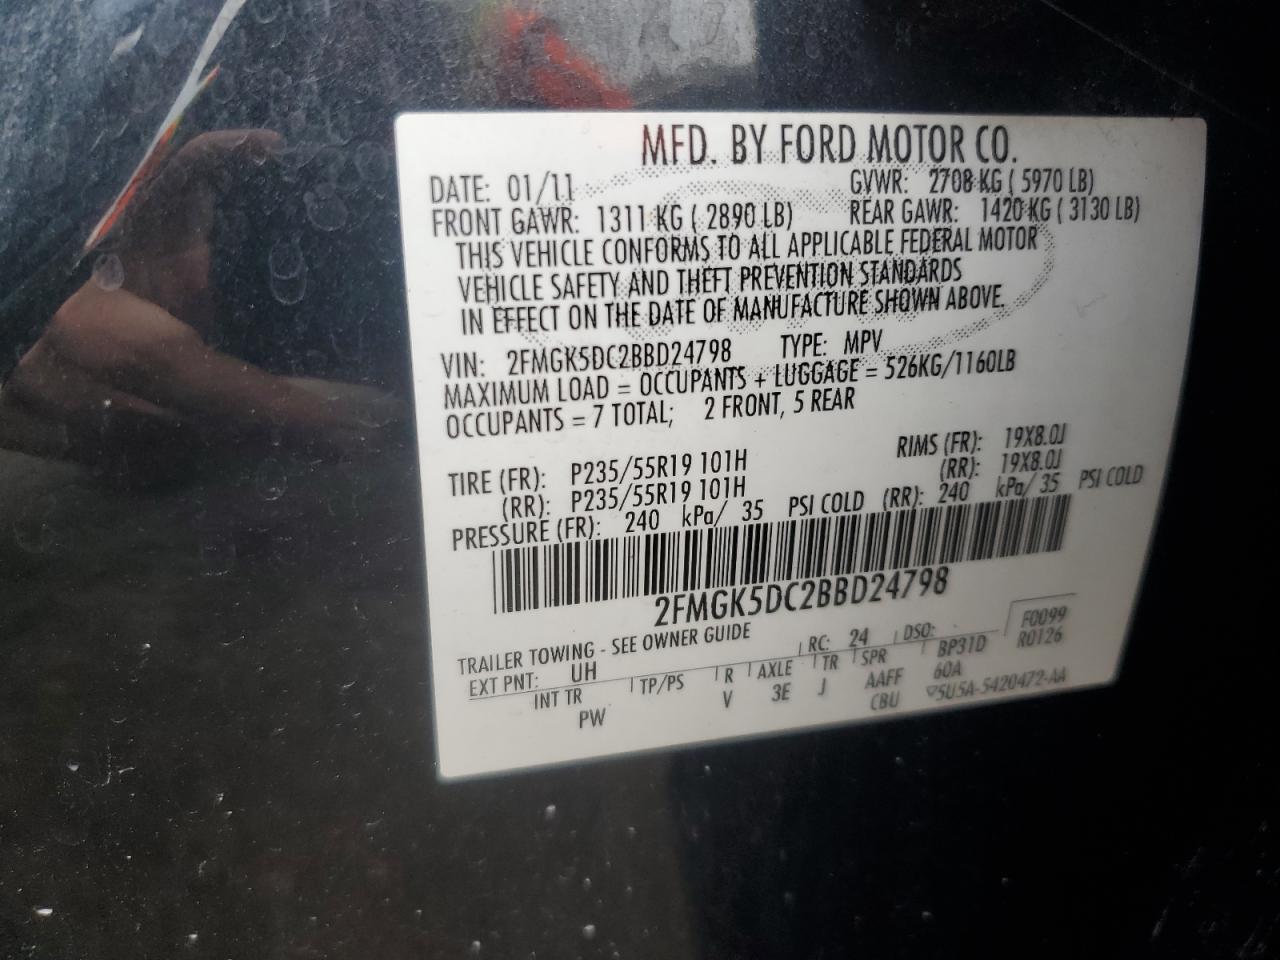 MFD. BY FORD MOTOR CO.
DATE: 01/11 GVWR: 2708 KG ( 5970 LB)
FRONT GAWR: 1311 KG ( 2890 LB) REAR GAWR: 1420 KG ( 3130 LB)
THIS VEHICLE CONFORMS TO ALL APPLICABLE FEDERAL MOTOR
VEHICLE SAFETY AND THEFT PREVENTION STANDARDS
IN EFFECT ON THE DATE OF MANUFACTURE SHOWN ABOVE.
VIN: 2FMGK5DC2BBD24798 TYPE: MPV
MAXIMUM LOAD = OCCUPANTS + LUGGAGE = 526KG/1160LB
OCCUPANTS = 7 TOTAL; 2 FRONT, 5 REAR
TIRE (FR): P235/55R19 101H RIMS (FR): 19X8.0J
(RR): P235/55R19 101H (RR): 19X8.0J
PRESSURE (FR): 240 kPa/ 35 PSI COLD (RR): 240 kPa/ 35 PSI COLD
2FMGK5DC2BBD24798
TRAILER TOWING - SEE OWNER GUIDE RC: 24 DSO: F0099
EXT PNT: UH BP31D R0126
INT TR TP/PS R AXLE TR SPR 60A
PW V 3E J AAFF 5U5A-5420472-AA
CBU